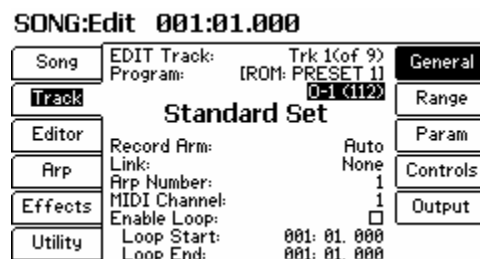 SONG:Edit 001:01.000
Song
Track
Editor
Arp
Effects
Utility
EDIT Track: Trk 1(of 9)
Program: [ROM: PRESET 1]
0-1 (112)
Standard Set
Record Arm: Auto
Link: None
Arp Number: 1
MIDI Channel: 1
Enable Loop:
Loop Start: 001: 01. 000
Loop End: 001: 01. 000
General
Range
Param
Controls
Output